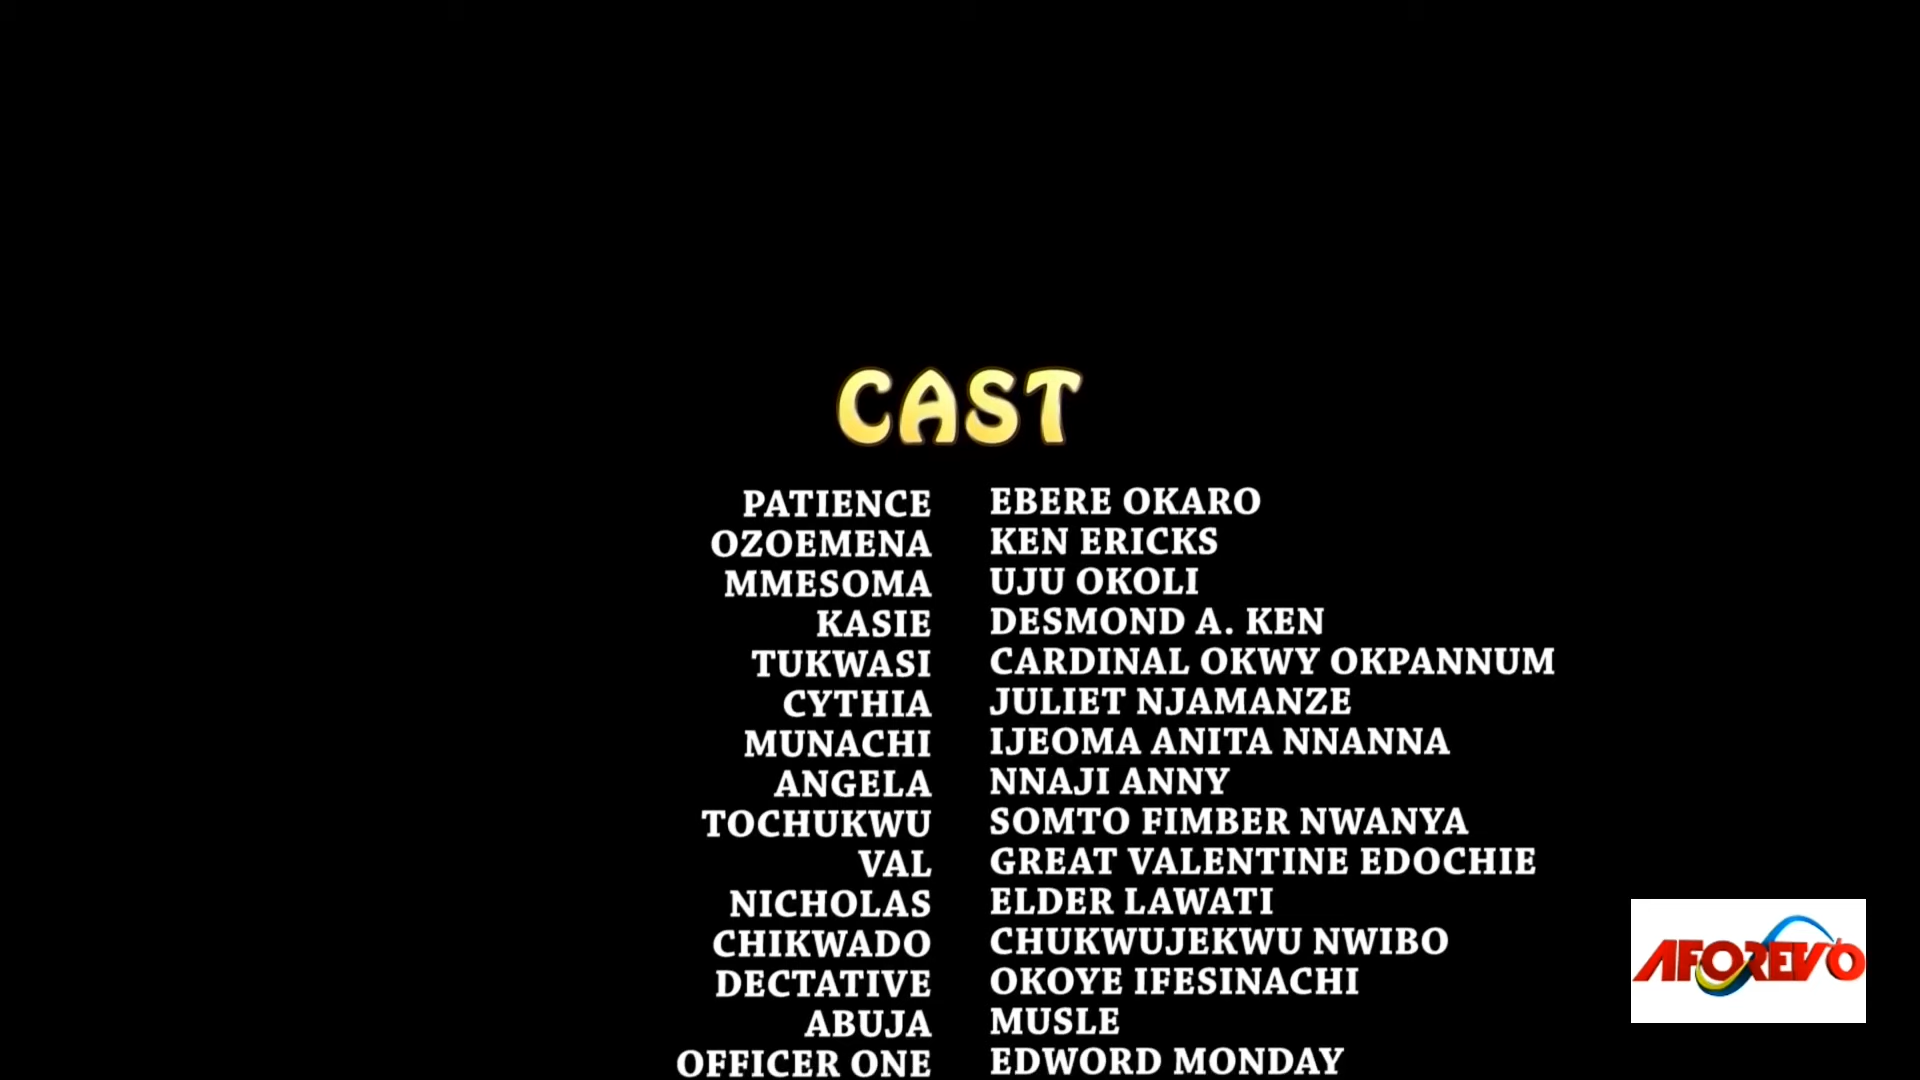 CAST
PATIENCE EBERE OKARO
OZOEMENA KEN ERICKS
MMESOMA UJU OKOLI
KASIE DESMOND A. KEN
TUKWASI CARDINAL OKWY OKPANNUM
CYTHIA JULIET NJAMANZE
MUNACHI IJEOMA ANITA NNANNA
ANGELA NNAJI ANNY
TOCHUKWU SOMTO FIMBER NWANYA
VAL GREAT VALENTINE EDOCHIE
NICHOLAS ELDER LAWATI
CHIKWADO CHUKWUJEKWU NWIBO
DECTATIVE OKOYE IFESINACHI
ABUJA MUSLE
OFFICER ONE EDWORD MONDAY
AFOREVO